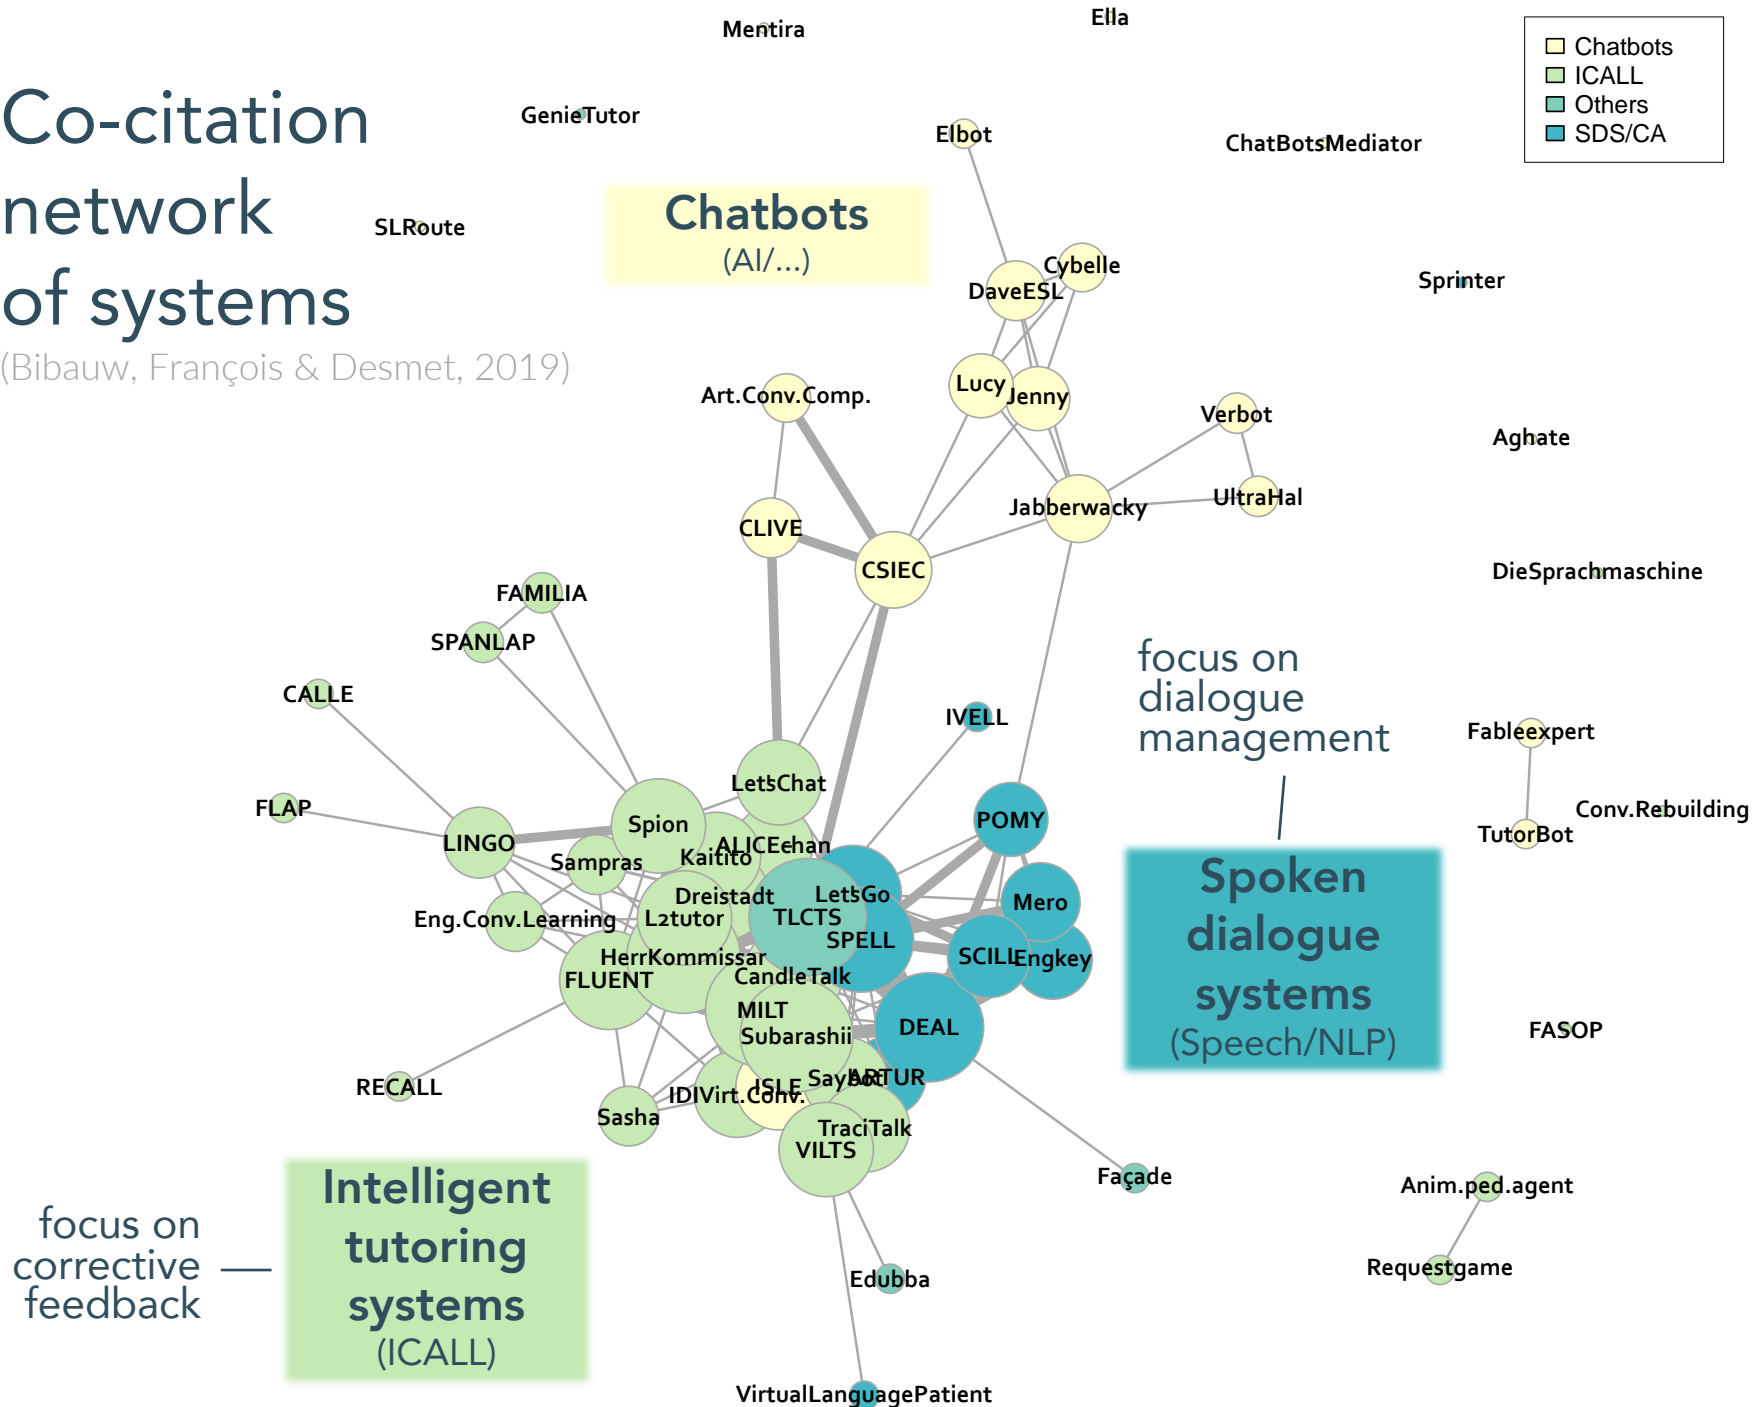 Co-citation
network
of systems
(Bibauw, François & Desmet, 2019)
Chatbots
ICALL
Others
SDS/CA
Mentira
Ella
GenieTutor
Elbot
ChatBotsMediator
SLRoute
Chatbots
(AI/...)
Cybelle
DaveESL
Sprinter
Art.Conv.Comp.
Lucy
Jenny
Verbot
Aghate
UltraHal
Jabberwacky
CLIVE
CSIEC
DieSprachmaschine
FAMILIA
SPANLAP
CALLE
IVELL
focus on
dialogue
management
Fableexpert
LetsChat
FLAP
Conv.Rebuilding
TutorBot
POMY
Spion
LINGO
ALICEchan
Kaitito
Sampras
Dreistadt
LetsGo
Mero
Eng.Conv.Learning
L2tutor
TLCTS
SPELL
HerrKommissar
SCILL
Engkey
FLUENT
CandleTalk
MILT
Subarashii
DEAL
Spoken
dialogue
systems
(Speech/NLP)
FASOP
RECALL
IDIVirt.Conv.
ISLE
Saybot
ARTUR
Sasha
TraciTalk
VILTS
Façade
Anim.ped.agent
Requestgame
Edubba
focus on
corrective
feedback
Intelligent
tutoring
systems
(ICALL)
VirtualLanguagePatient